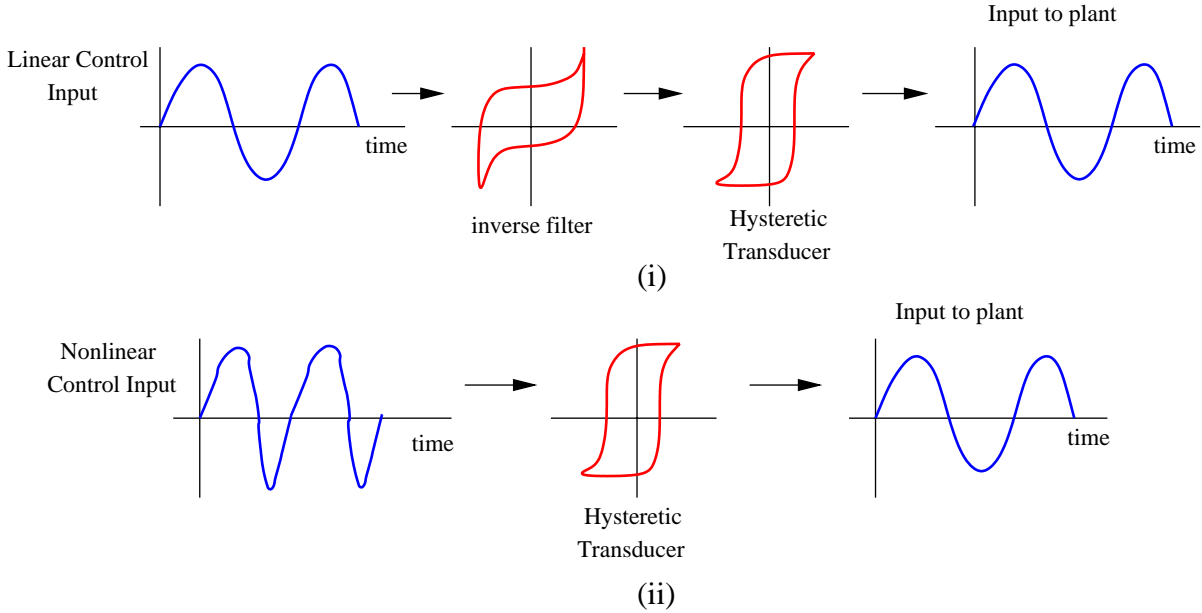 Input to plant
Linear Control
Input
time
time
inverse filter
Hysteretic
Transducer
(i)
Input to plant
Nonlinear
Control Input
time
time
Hysteretic
Transducer
(ii)